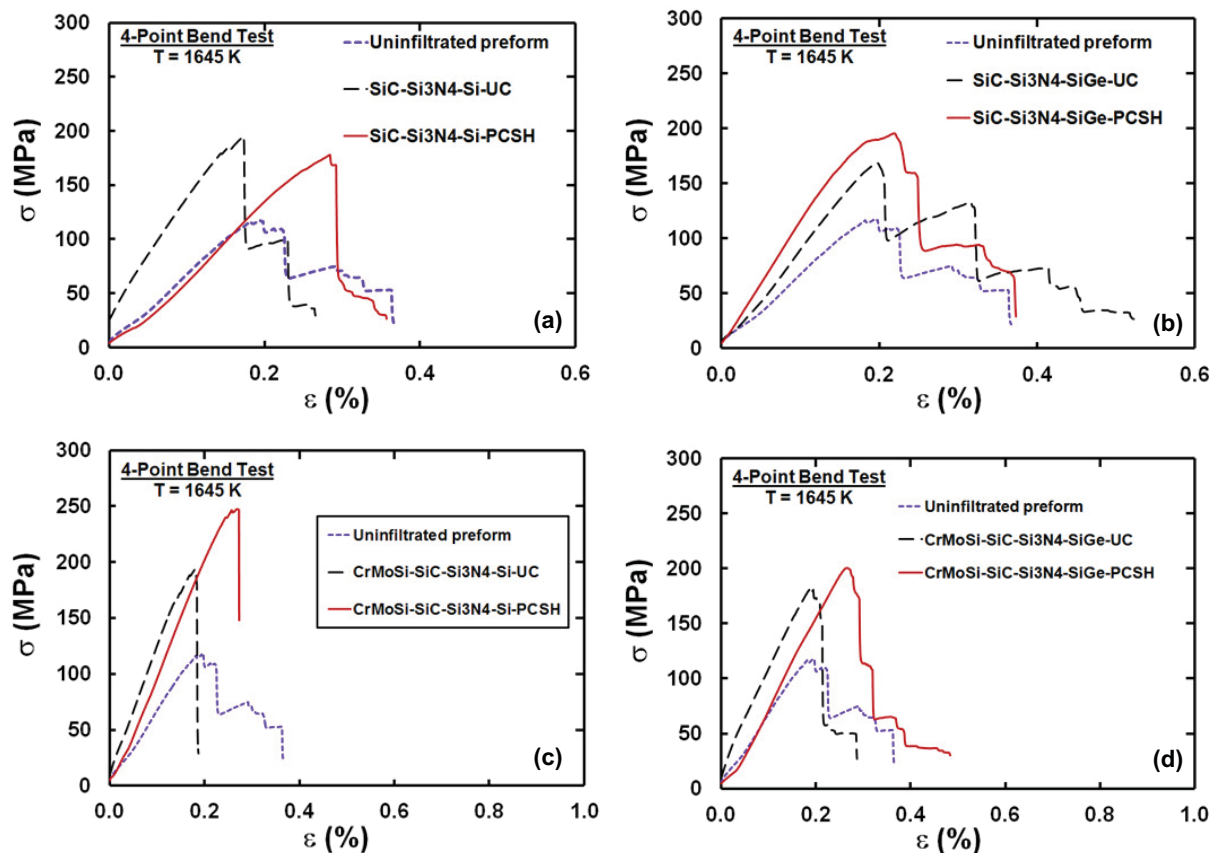 300
250
200
150
100
50
0
σ (MPa)
4-Point Bend Test
T = 1645 K
Uninfiltrated preform
SiC-Si3N4-Si-UC
SiC-Si3N4-Si-PCSH
(a)
0.0 0.2 0.4 0.6
ε (%)
300
250
200
150
100
50
0
σ (MPa)
4-Point Bend Test
T = 1645 K
Uninfiltrated preform
SiC-Si3N4-SiGe-UC
SiC-Si3N4-SiGe-PCSH
(b)
0.0 0.2 0.4 0.6
ε (%)
300
250
200
150
100
50
0
σ (MPa)
4-Point Bend Test
T = 1645 K
Uninfiltrated preform
CrMoSi-SiC-Si3N4-Si-UC
CrMoSi-SiC-Si3N4-Si-PCSH
(c)
0.0 0.2 0.4 0.6 0.8 1.0
ε (%)
300
250
200
150
100
50
0
σ (MPa)
4-Point Bend Test
T = 1645 K
Uninfiltrated preform
CrMoSi-SiC-Si3N4-SiGe-UC
CrMoSi-SiC-Si3N4-SiGe-PCSH
(d)
0.0 0.2 0.4 0.6 0.8 1.0
ε (%)